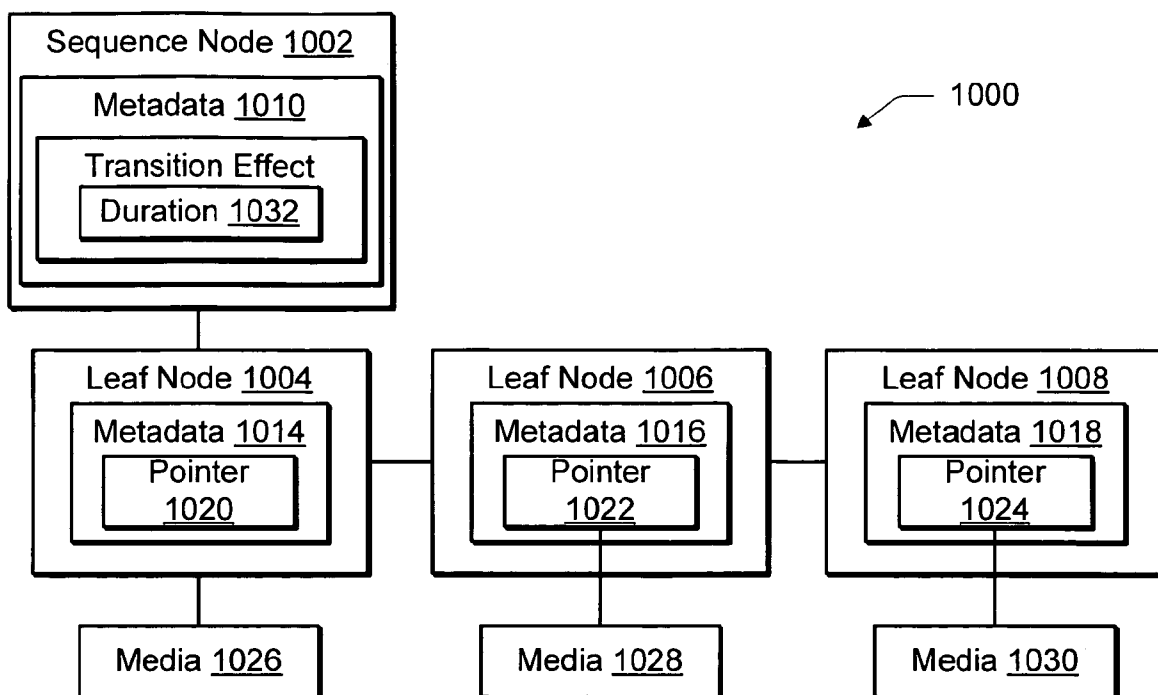 Sequence Node 1002
Metadata 1010
1000
Transition Effect
Duration 1032
Leaf Node 1004
Leaf Node 1006
Leaf Node 1008
Metadata 1014
Metadata 1016
Metadata 1018
Pointer
1020
Pointer
1022
Pointer
1024
Media 1026
Media 1028
Media 1030